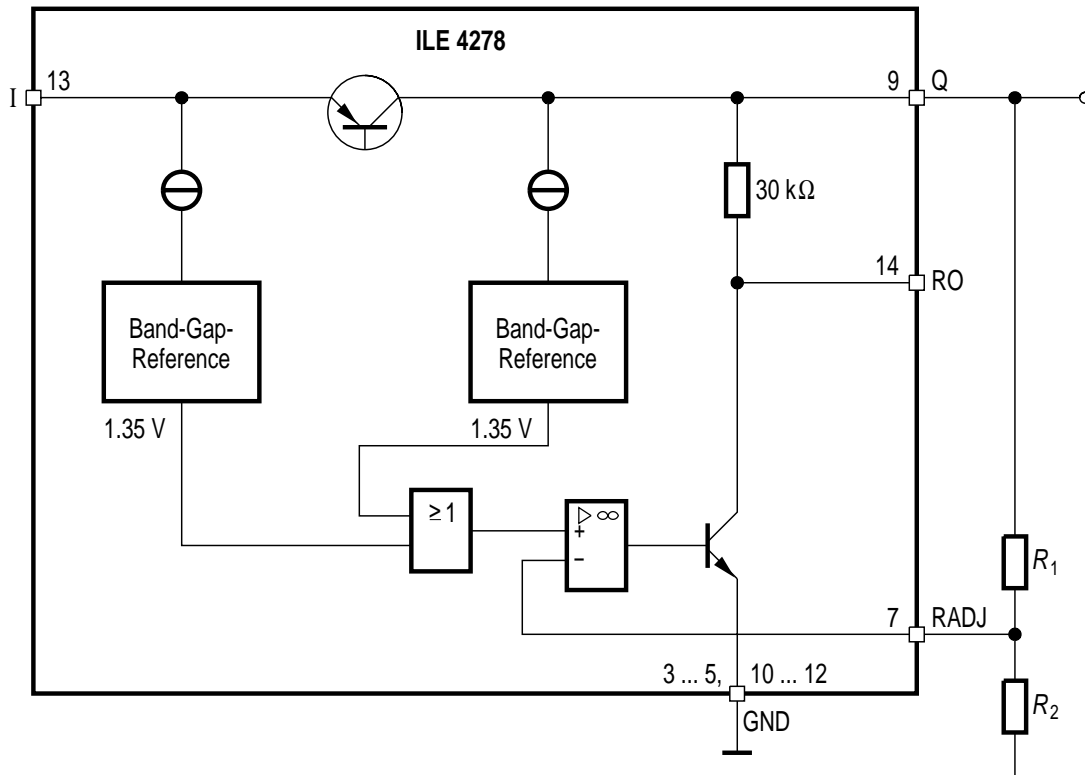 ILE 4278
I
13
9
Q
30 kΩ
14
RO
Band-Gap-
Reference
Band-Gap-
Reference
1.35 V
1.35 V
≥ 1
▷ ∞
+
−
R1
7
RADJ
3 ... 5,
10 ... 12
R2
GND